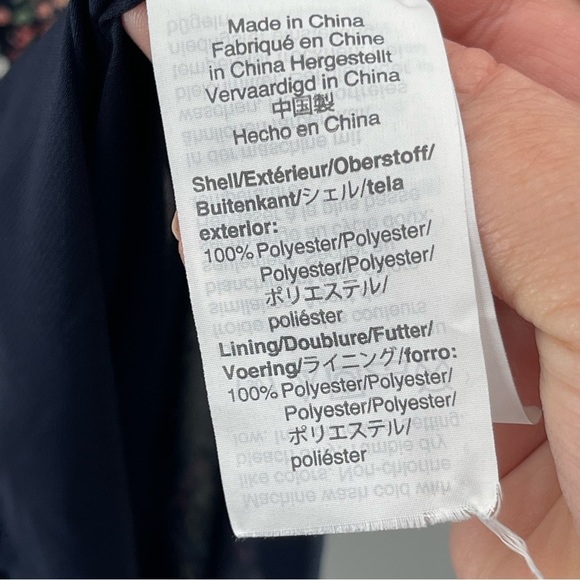 Made in China
Fabriqué en Chine
in China Hergestellt
Vervaardigd in China
中国製
Hecho en China
Shell/Extérieur/Oberstoff/
Buitenkant/シェル/tela
exterior:
100% Polyester/Polyester/
Polyester/Polyester/
ポリエステル/
poliéster
Lining/Doublure/Futter/
Voering/ライニング/forro:
100% Polyester/Polyester/
Polyester/Polyester/
ポリエステル/
poliéster